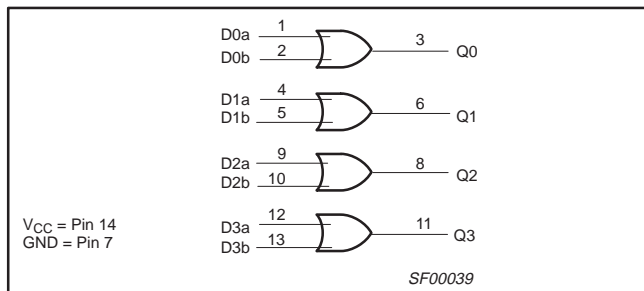 D0a 1
D0b 2 3 Q0
D1a 4
D1b 5 6 Q1
D2a 9
D2b 10 8 Q2
D3a 12
D3b 13 11 Q3
VCC = Pin 14
GND = Pin 7
SF00039